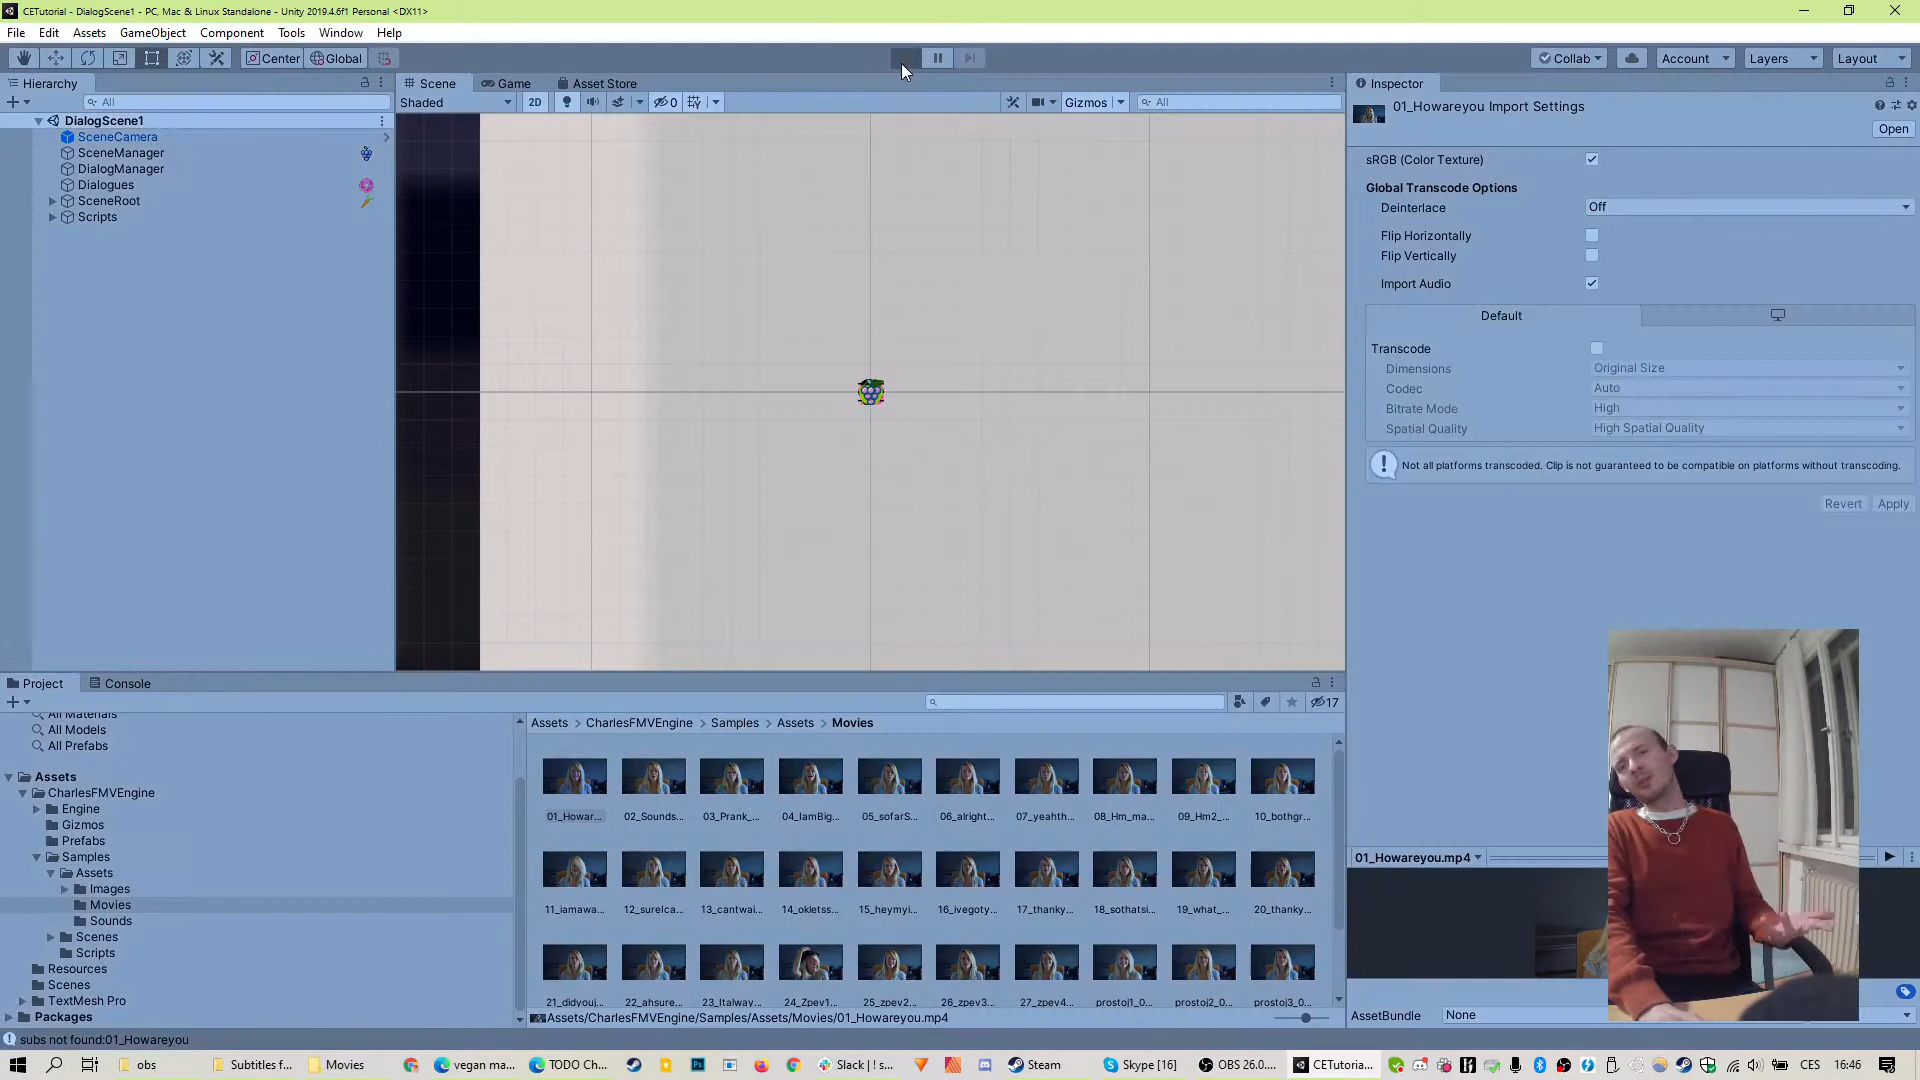 CETutorial - DialogScene1 - PC, Mac & Linux Standalone - Unity 2019.4.6f1 Personal <DX11>
File Edit Assets GameObject Component Tools Window Help
Center Global Collab Account Layers Layout
Hierarchy
All
DialogScene1
SceneCamera
SceneManager
DialogManager
Dialogues
SceneRoot
Scripts
Scene Game Asset Store
Shaded 2D 0 Gizmos All
Inspector
01_Howareyou Import Settings
Open
sRGB (Color Texture)
Global Transcode Options
Deinterlace Off
Flip Horizontally
Flip Vertically
Import Audio
Default
Transcode
Dimensions Original Size
Codec Auto
Bitrate Mode High
Spatial Quality High Spatial Quality
Not all platforms transcoded. Clip is not guaranteed to be compatible on platforms without transcoding.
Revert Apply
01_Howareyou.mp4
AssetBundle None
Project Console
17
All Materials
All Models
All Prefabs
Assets
CharlesFMVEngine
Engine
Gizmos
Prefabs
Samples
Assets
Images
Movies
Sounds
Scenes
Scripts
Resources
Scenes
TextMesh Pro
Packages
Assets > CharlesFMVEngine > Samples > Assets > Movies
01_Howar... 02_Sounds... 03_Prank_... 04_IamBig... 05_sofarS... 06_alright... 07_yeahth... 08_Hm_ma... 09_Hm2_... 10_bothgr...
11_iamawa... 12_sureIca... 13_cantwai... 14_okletss... 15_heymyi... 16_ivegoty... 17_thanky... 18_sothatsi... 19_what_... 20_thanky...
21_didyouj... 22_ahsure... 23_Italway... 24_Zpev1... 25_zpev2... 26_zpev3... 27_zpev4... prostoj1_0... prostoj2_0... prostoj3_0...
Assets/CharlesFMVEngine/Samples/Assets/Movies/01_Howareyou.mp4
subs not found:01_Howareyou
obs Subtitles f... Movies vegan ma... TODO Ch... Slack | ! s... Steam Skype [16] OBS 26.0.... CETutoria... CES 16:46